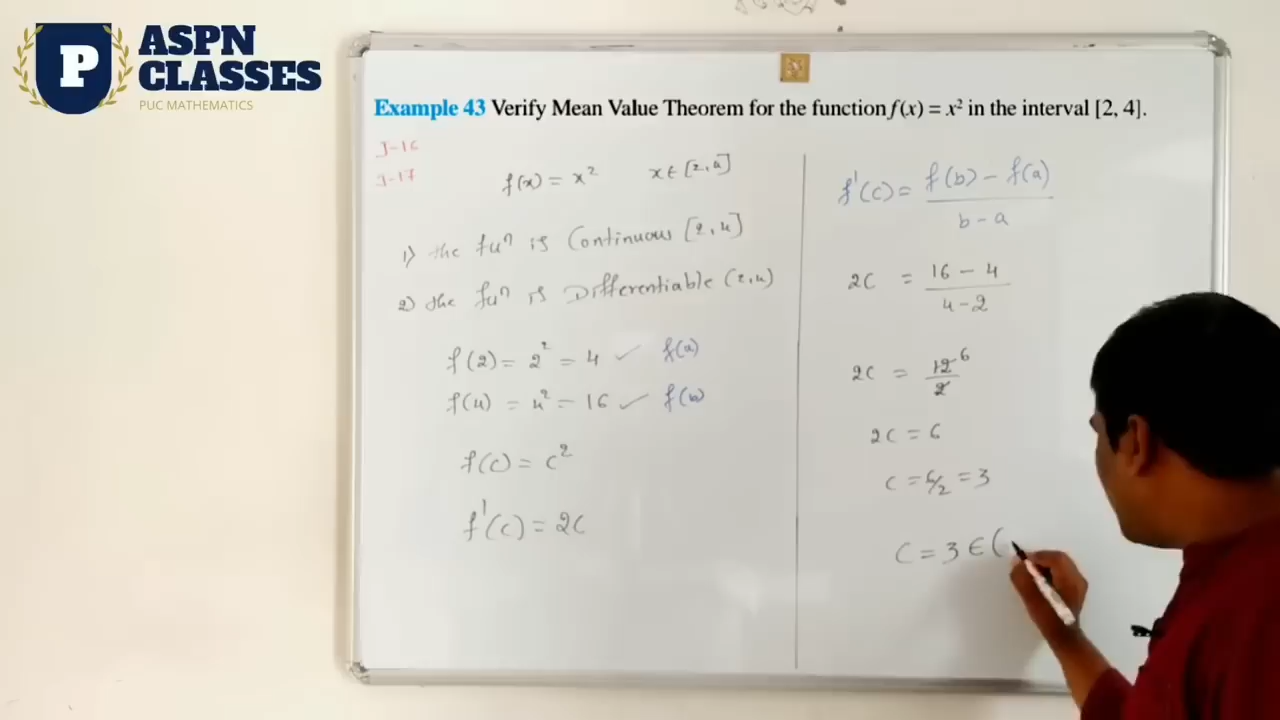 P
ASPN
CLASSES
PUC MATHEMATICS
Example 43 Verify Mean Value Theorem for the function f(x) = x² in the interval [2, 4].
J-16
J-17
f(x) = x² x ∈ [2,4]
1) the fuⁿ is Continuous [2,4]
2) the fuⁿ is Differentiable (2,4)
f(2) = 2² = 4 ✓ f(a)
f(4) = 4² = 16 ✓ f(b)
f(c) = c²
f'(c) = 2c
f'(c) = f(b) - f(a) / b - a
2c = 16 - 4 / 4 - 2
2c = 12 6 / 2
2c = 6
c = 6/2 = 3
c = 3 ∈ (